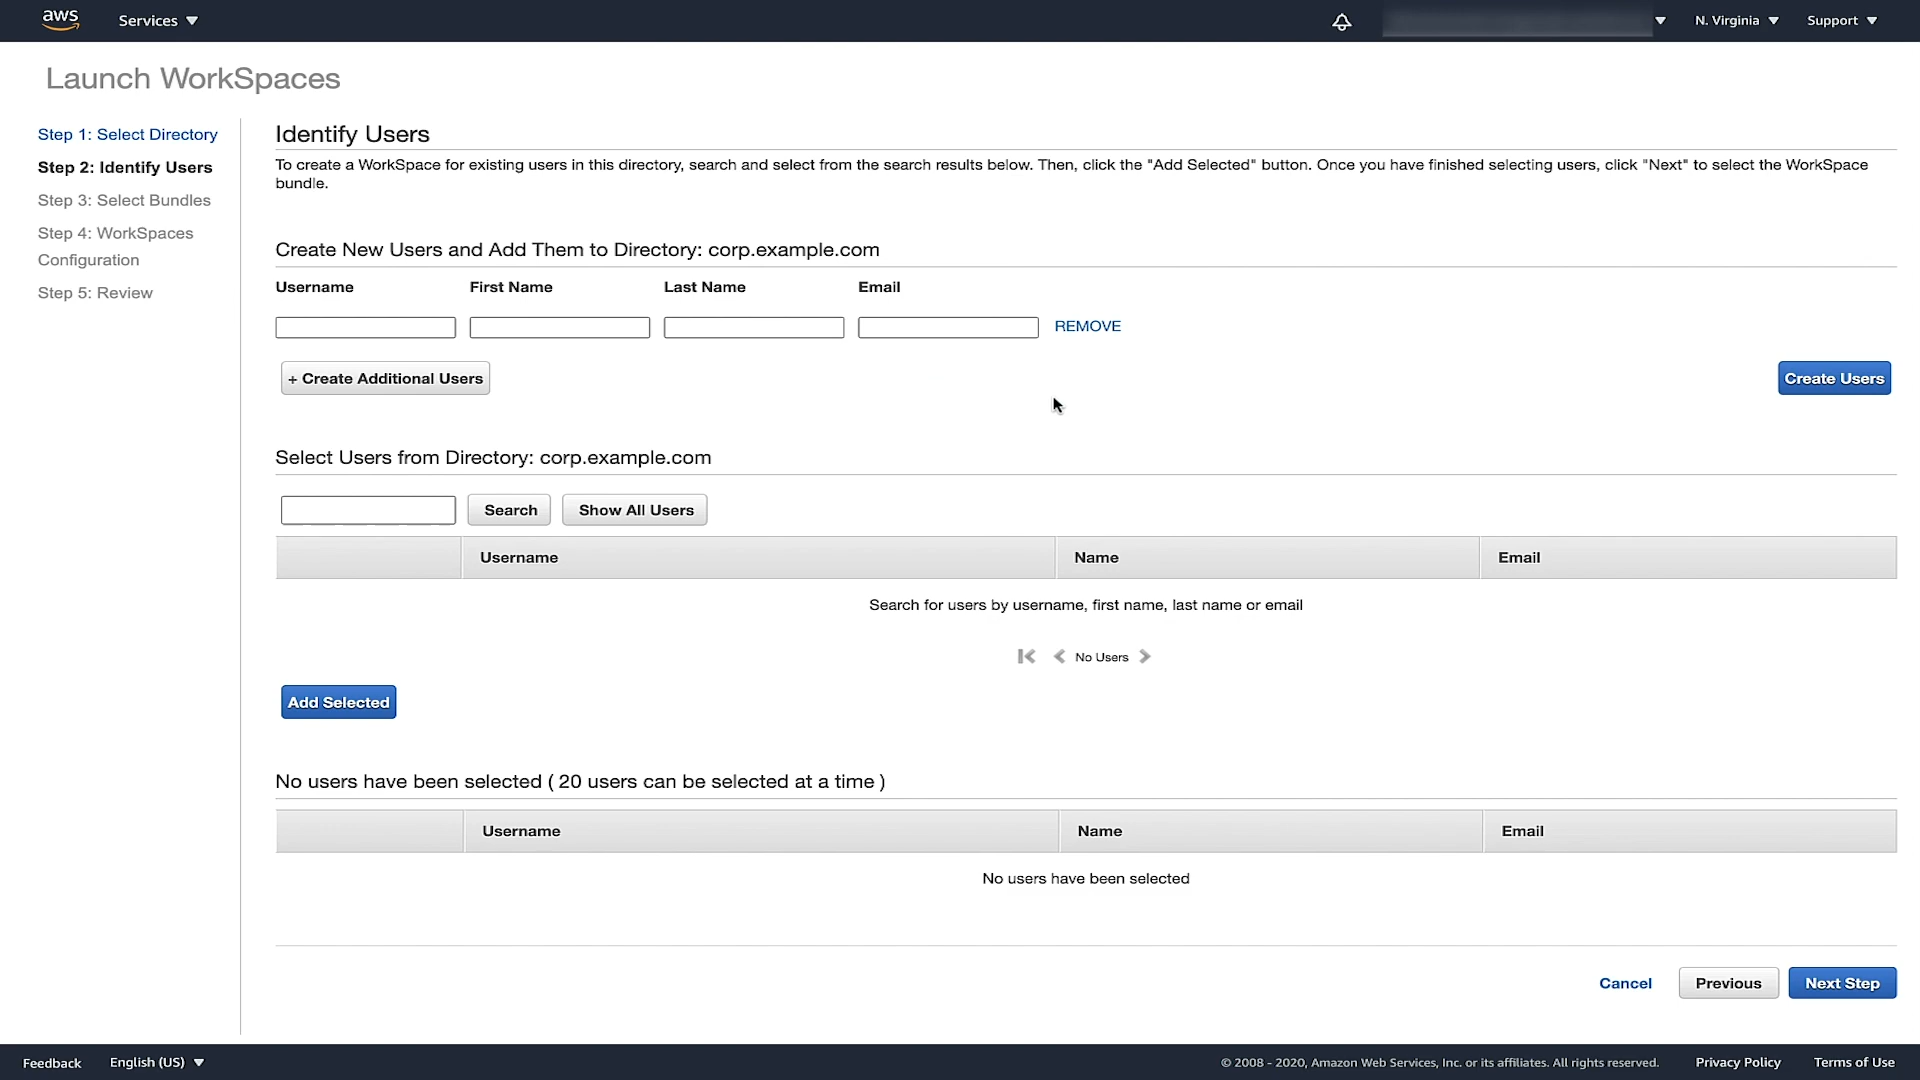 aws Services N. Virginia Support
Launch WorkSpaces
Step 1: Select Directory
Step 2: Identify Users
Step 3: Select Bundles
Step 4: WorkSpaces
Configuration
Step 5: Review
Identify Users
To create a WorkSpace for existing users in this directory, search and select from the search results below. Then, click the "Add Selected" button. Once you have finished selecting users, click "Next" to select the WorkSpace
bundle.
Create New Users and Add Them to Directory: corp.example.com
Username First Name Last Name Email
REMOVE
+ Create Additional Users Create Users
Select Users from Directory: corp.example.com
Search Show All Users
Username Name Email
Search for users by username, first name, last name or email
No Users
Add Selected
No users have been selected ( 20 users can be selected at a time )
Username Name Email
No users have been selected
Cancel Previous Next Step
Feedback English (US) © 2008 - 2020, Amazon Web Services, Inc. or its affiliates. All rights reserved. Privacy Policy Terms of Use